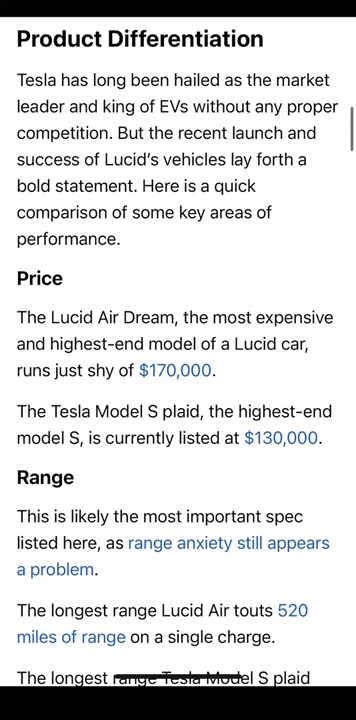 Product Differentiation
Tesla has long been hailed as the market
leader and king of EVs without any proper
competition. But the recent launch and
success of Lucid's vehicles lay forth a
bold statement. Here is a quick
comparison of some key areas of
performance.
Price
The Lucid Air Dream, the most expensive
and highest-end model of a Lucid car,
runs just shy of $170,000.
The Tesla Model S plaid, the highest-end
model S, is currently listed at $130,000.
Range
This is likely the most important spec
listed here, as range anxiety still appears
a problem.
The longest range Lucid Air touts 520
miles of range on a single charge.
The longest range Tesla Model S plaid